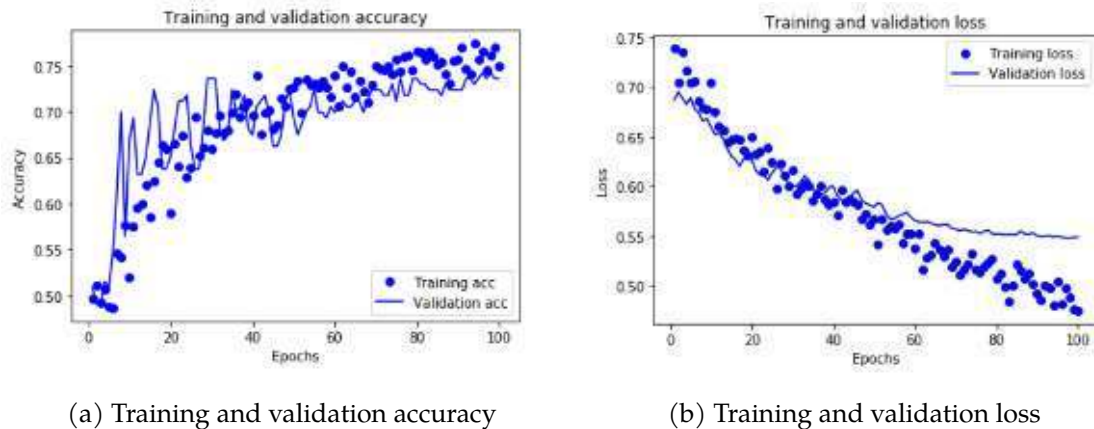 Training and validation accuracy
0.75
0.70
0.65
0.60
0.55
0.50
Accuracy
Training acc
Validation acc
0 20 40 60 80 100
Epochs
(a) Training and validation accuracy
Training and validation loss
0.75
0.70
0.65
0.60
0.55
0.50
Loss
Training loss
Validation loss
0 20 40 60 80 100
Epochs
(b) Training and validation loss